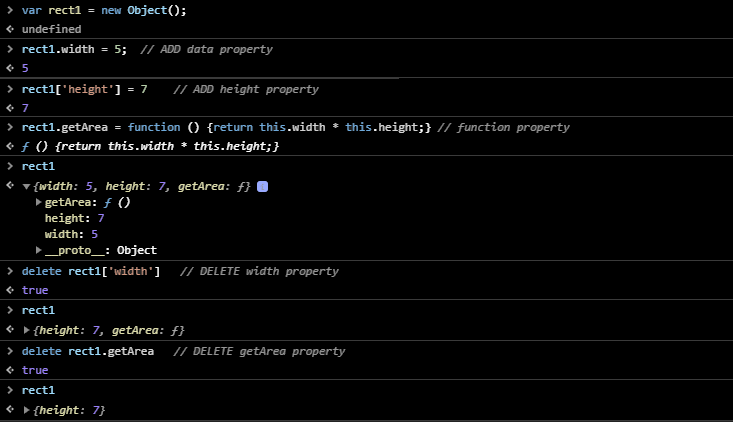 > var rect1 = new Object();
<· undefined
> rect1.width = 5;  // ADD data property
<· 5
> rect1['height'] = 7    // ADD height property
<· 7
> rect1.getArea = function () {return this.width * this.height;} // function property
<· ƒ () {return this.width * this.height;}
> rect1
<· ▼{width: 5, height: 7, getArea: ƒ} i
▶getArea: ƒ ()
height: 7
width: 5
▶__proto__: Object
> delete rect1['width']   // DELETE width property
<· true
> rect1
<· ▶{height: 7, getArea: ƒ}
> delete rect1.getArea   // DELETE getArea property
<· true
> rect1
<· ▶{height: 7}